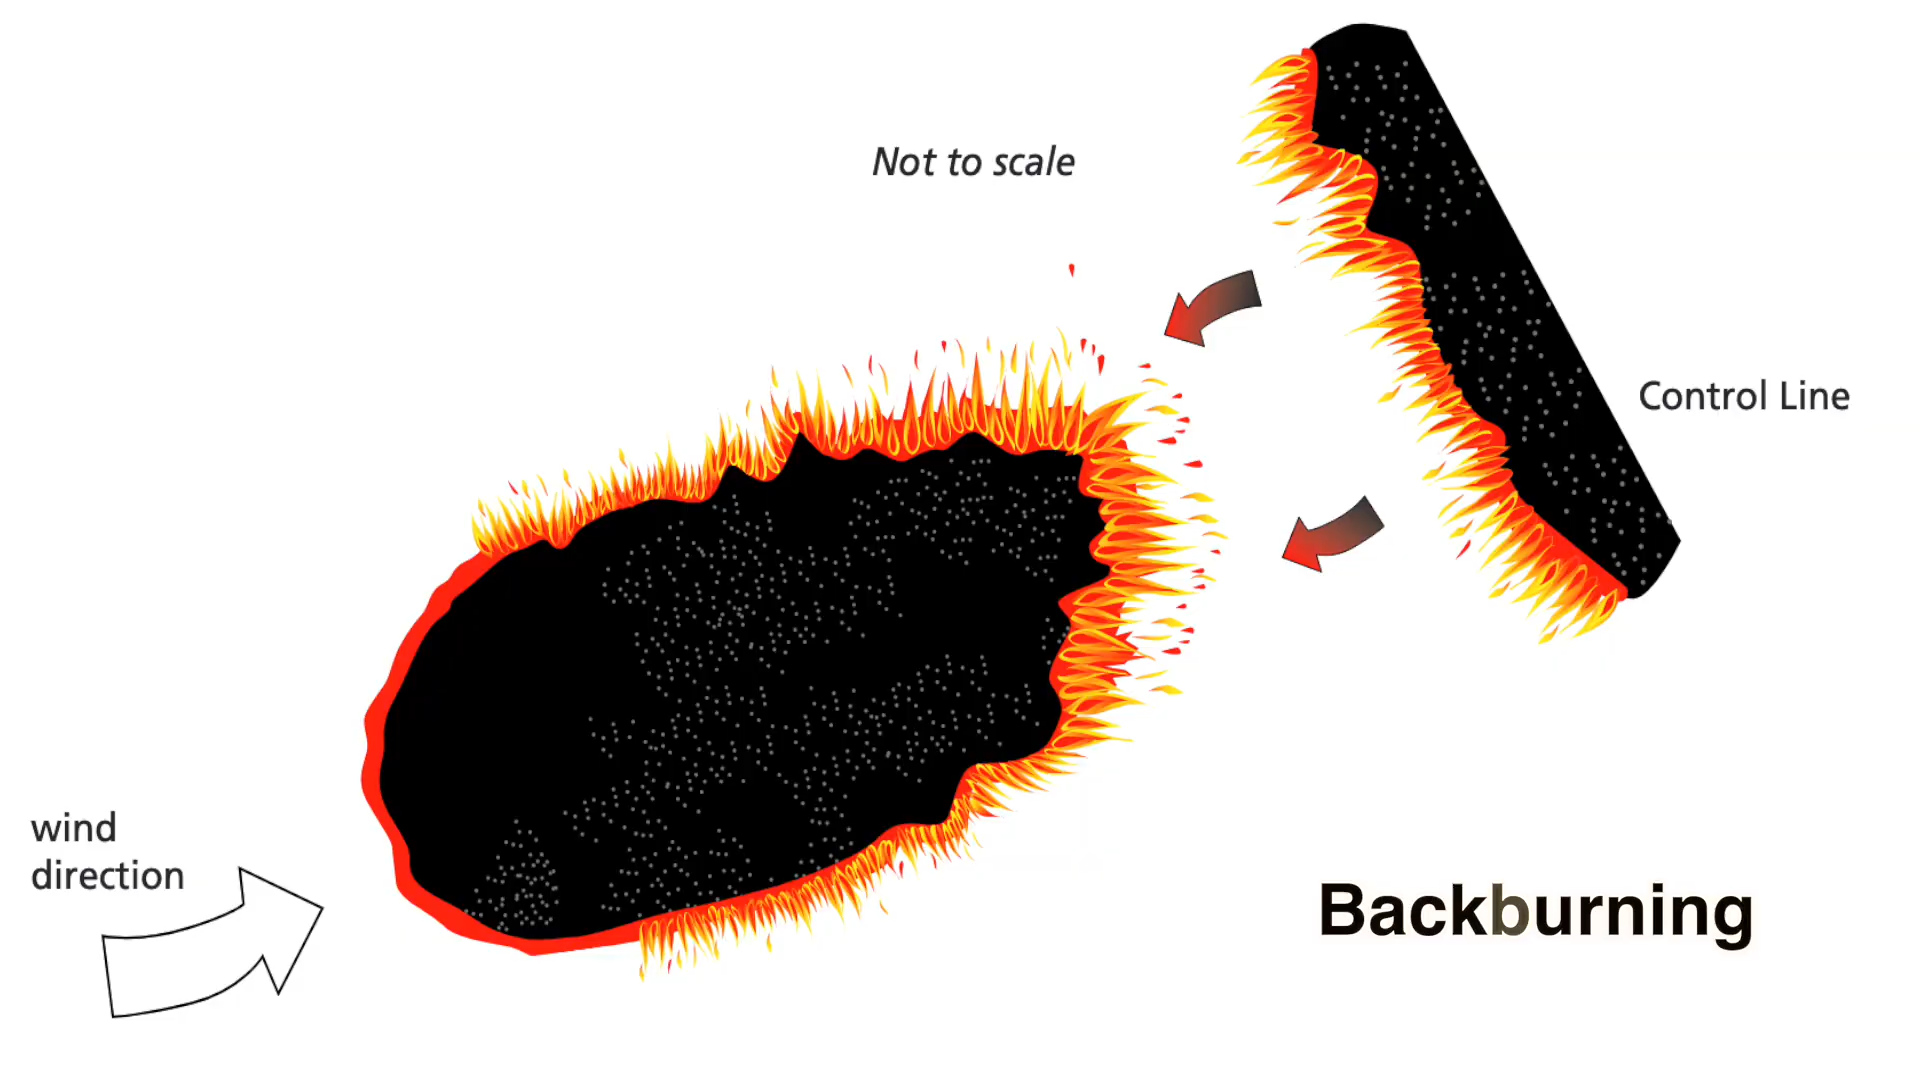 Not to scale
Control Line
wind
direction
Backburning